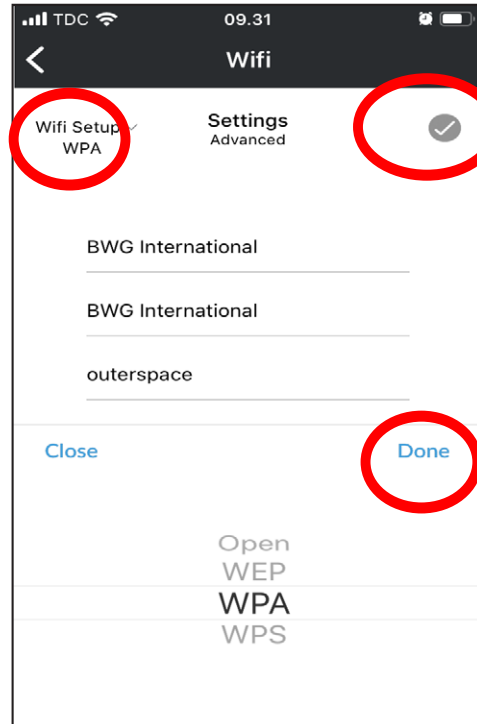 TDC 09.31
Wifi
Wifi Setup Settings
WPA Advanced
BWG International
BWG International
outerspace
Close Done
Open
WEP
WPA
WPS